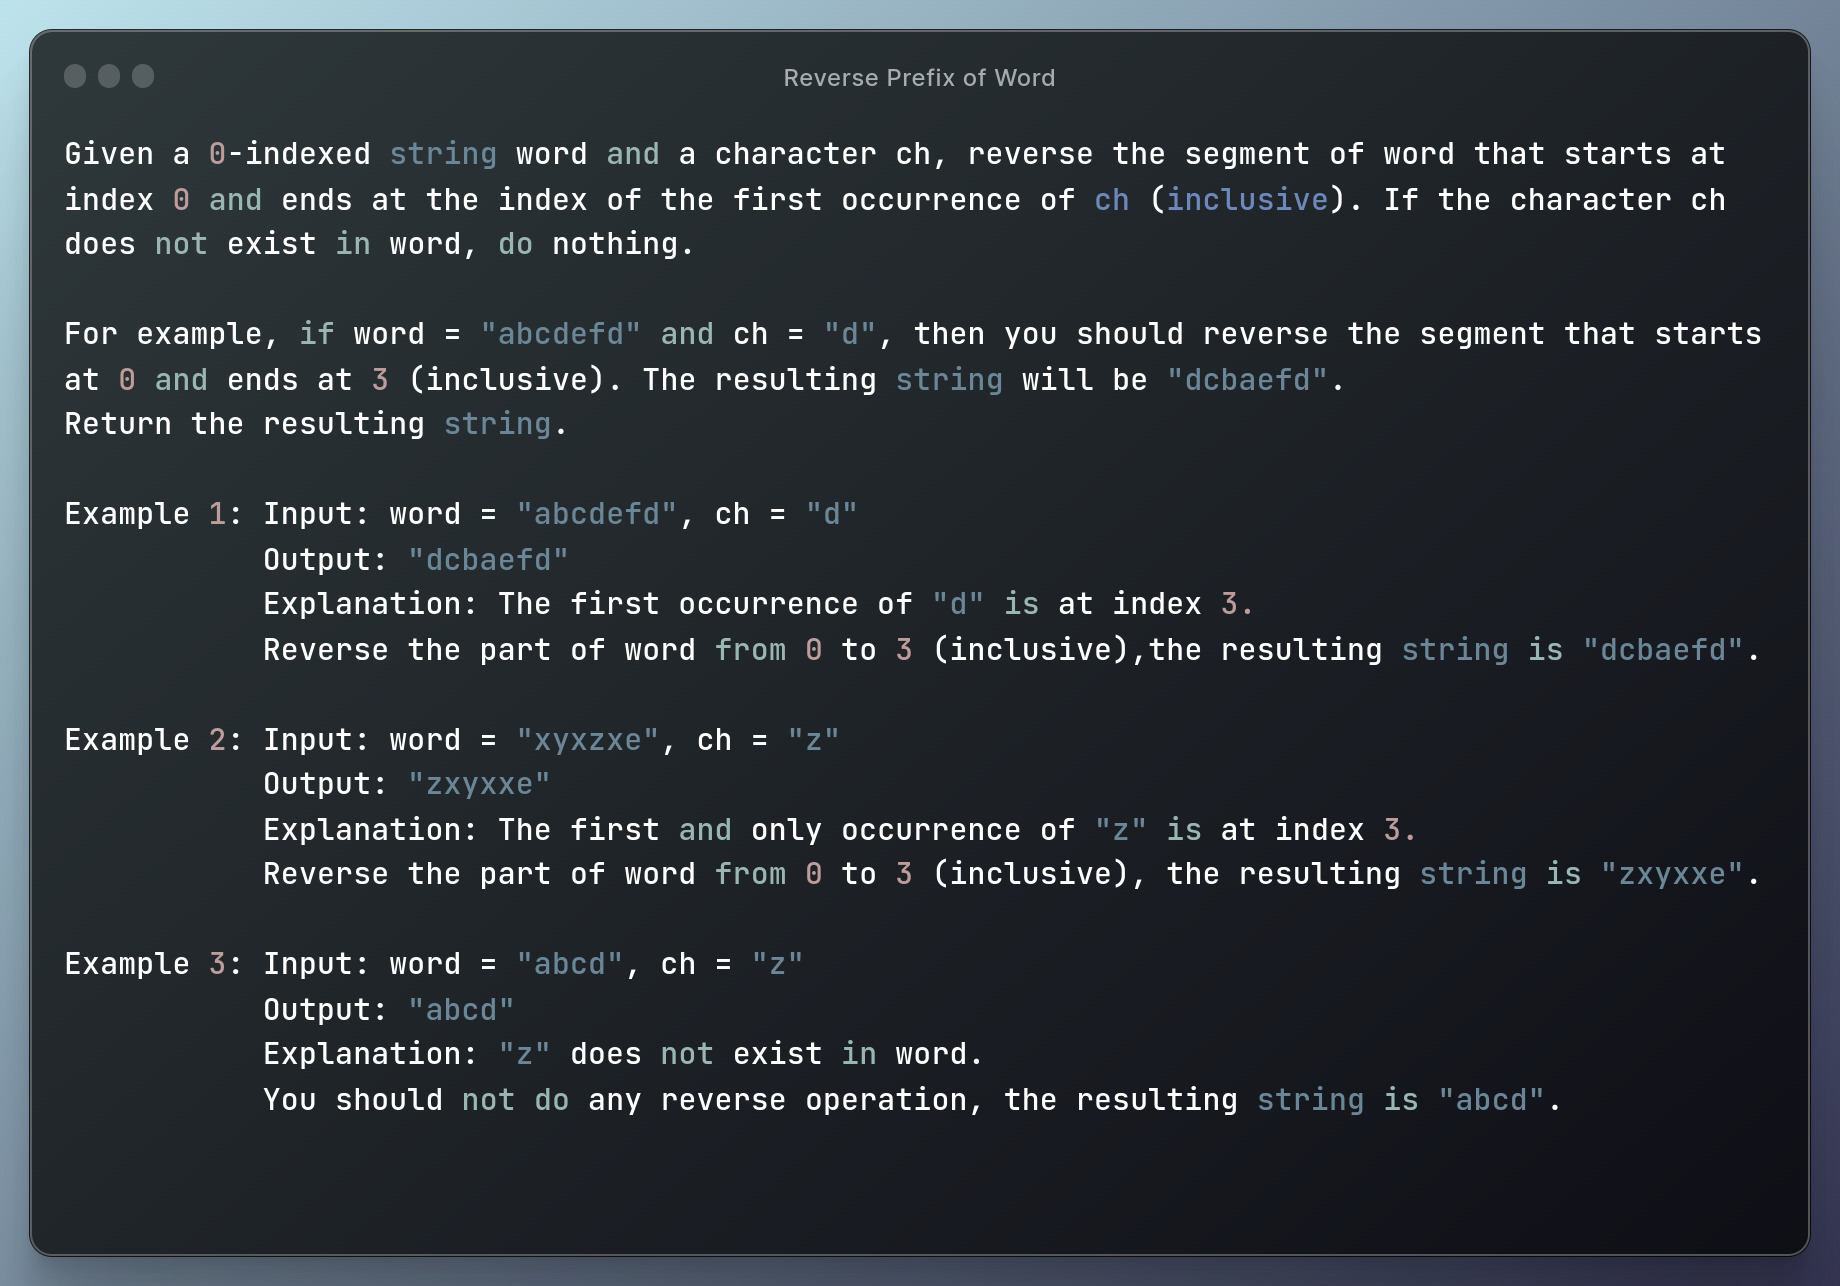 Reverse Prefix of Word
Given a 0-indexed string word and a character ch, reverse the segment of word that starts at
index 0 and ends at the index of the first occurrence of ch (inclusive). If the character ch
does not exist in word, do nothing.
For example, if word = "abcdefd" and ch = "d", then you should reverse the segment that starts
at 0 and ends at 3 (inclusive). The resulting string will be "dcbaefd".
Return the resulting string.
Example 1: Input: word = "abcdefd", ch = "d"
Output: "dcbaefd"
Explanation: The first occurrence of "d" is at index 3.
Reverse the part of word from 0 to 3 (inclusive),the resulting string is "dcbaefd".
Example 2: Input: word = "xyxzxe", ch = "z"
Output: "zxyxxe"
Explanation: The first and only occurrence of "z" is at index 3.
Reverse the part of word from 0 to 3 (inclusive), the resulting string is "zxyxxe".
Example 3: Input: word = "abcd", ch = "z"
Output: "abcd"
Explanation: "z" does not exist in word.
You should not do any reverse operation, the resulting string is "abcd".